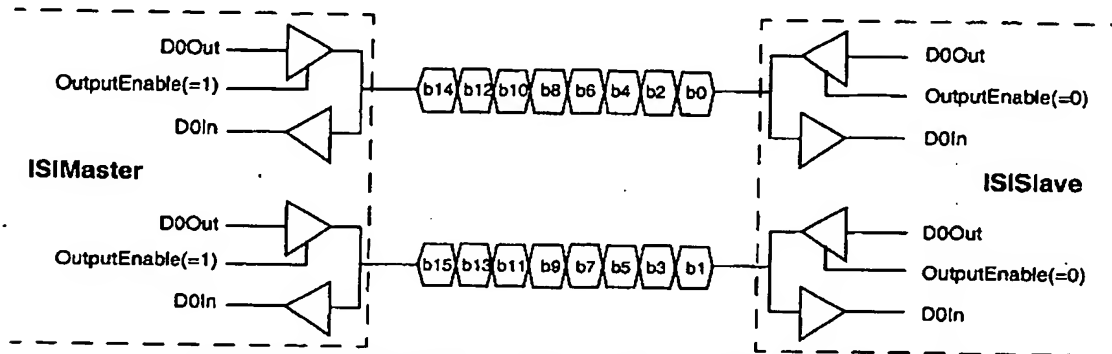 D0Out
OutputEnable(=1)
D0In
b14 b12 b10 b8 b6 b4 b2 b0
D0Out
OutputEnable(=0)
D0In
ISIMaster
ISISlave
D0Out
OutputEnable(=1)
D0In
b15 b13 b11 b9 b7 b5 b3 b1
D0Out
OutputEnable(=0)
D0In